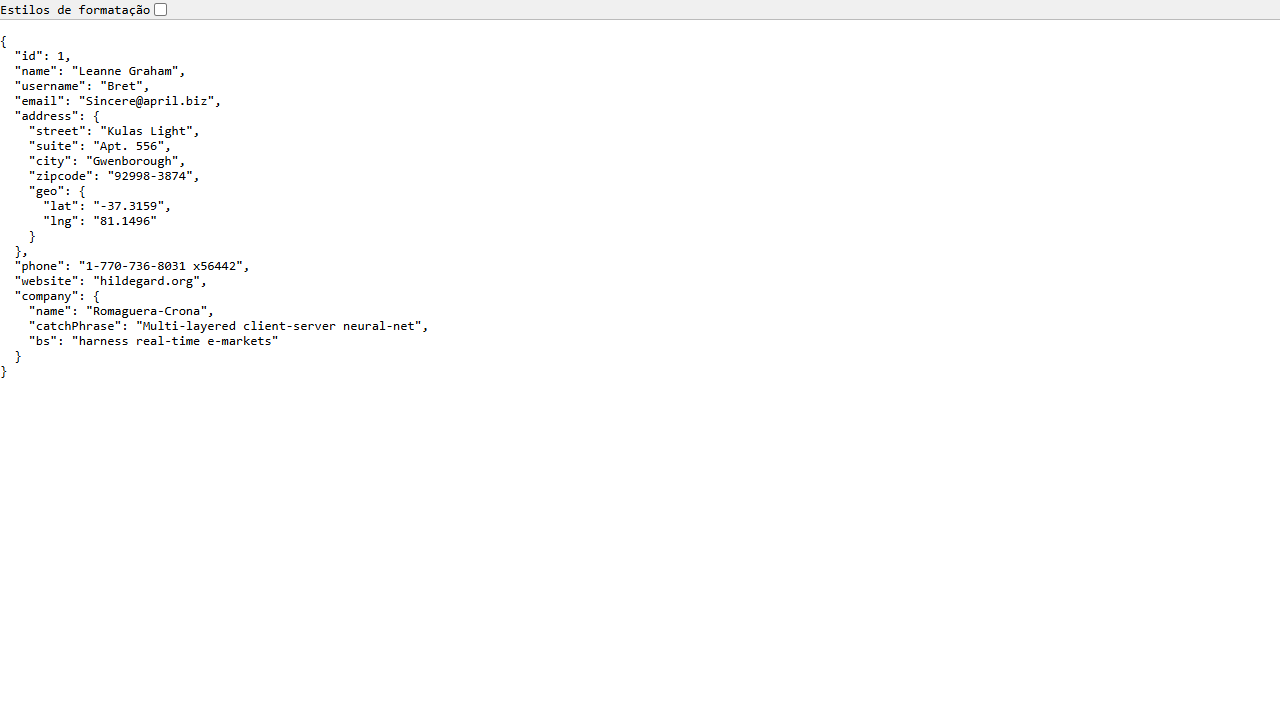 Estilos de formatação
{
  "id": 1,
  "name": "Leanne Graham",
  "username": "Bret",
  "email": "Sincere@april.biz",
  "address": {
    "street": "Kulas Light",
    "suite": "Apt. 556",
    "city": "Gwenborough",
    "zipcode": "92998-3874",
    "geo": {
      "lat": "-37.3159",
      "lng": "81.1496"
    }
  },
  "phone": "1-770-736-8031 x56442",
  "website": "hildegard.org",
  "company": {
    "name": "Romaguera-Crona",
    "catchPhrase": "Multi-layered client-server neural-net",
    "bs": "harness real-time e-markets"
  }
}